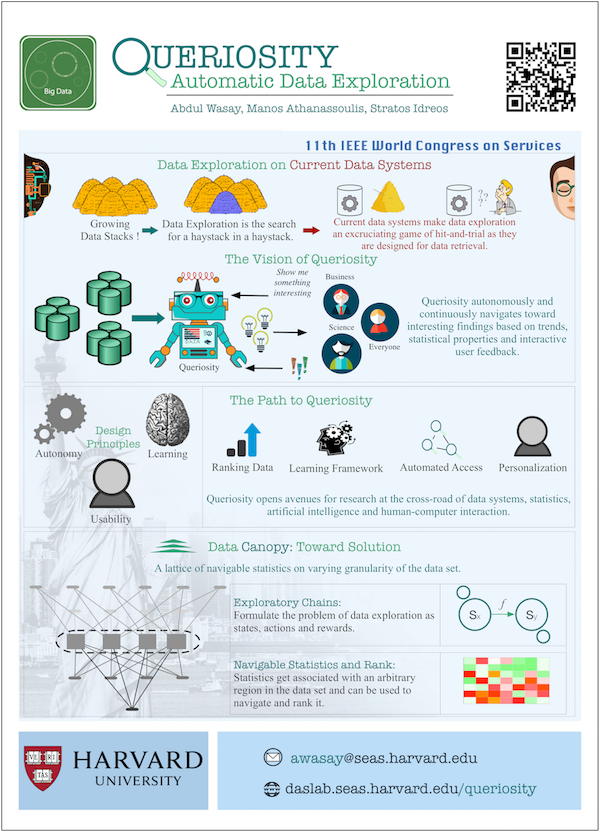 Big Data
QUERIOSITY
Automatic Data Exploration
Abdul Wasay, Manos Athanassoulis, Stratos Idreos
11th IEEE World Congress on Services
Data Exploration on Current Data Systems
Growing
Data Stacks !
Data Exploration is the search
for a haystack in a haystack.
Current data systems make data exploration
an excruciating game of hit-and-trial as they
are designed for data retrieval.
??
?
The Vision of Queriosity
Show me
something
interesting
Business
Science
Everyone
DATA
Queriosity
!!!
Queriosity autonomously and
continuously navigates toward
interesting findings based on trends,
statistical properties and interactive
user feedback.
Design
Principles
Autonomy
Learning
Usability
The Path to Queriosity
Ranking Data
Learning Framework
Automated Access
Personalization
Queriosity opens avenues for research at the cross-road of data systems, statistics,
artificial intelligence and human-computer interaction.
Data Canopy: Toward Solution
A lattice of navigable statistics on varying granularity of the data set.
Exploratory Chains:
Formulate the problem of data exploration as
states, actions and rewards.
Sx
f
Sy
Navigable Statistics and Rank:
Statistics get associated with an arbitrary
region in the data set and can be used to
navigate and rank it.
VE RI
TAS
HARVARD
UNIVERSITY
awasay@seas.harvard.edu
daslab.seas.harvard.edu/queriosity